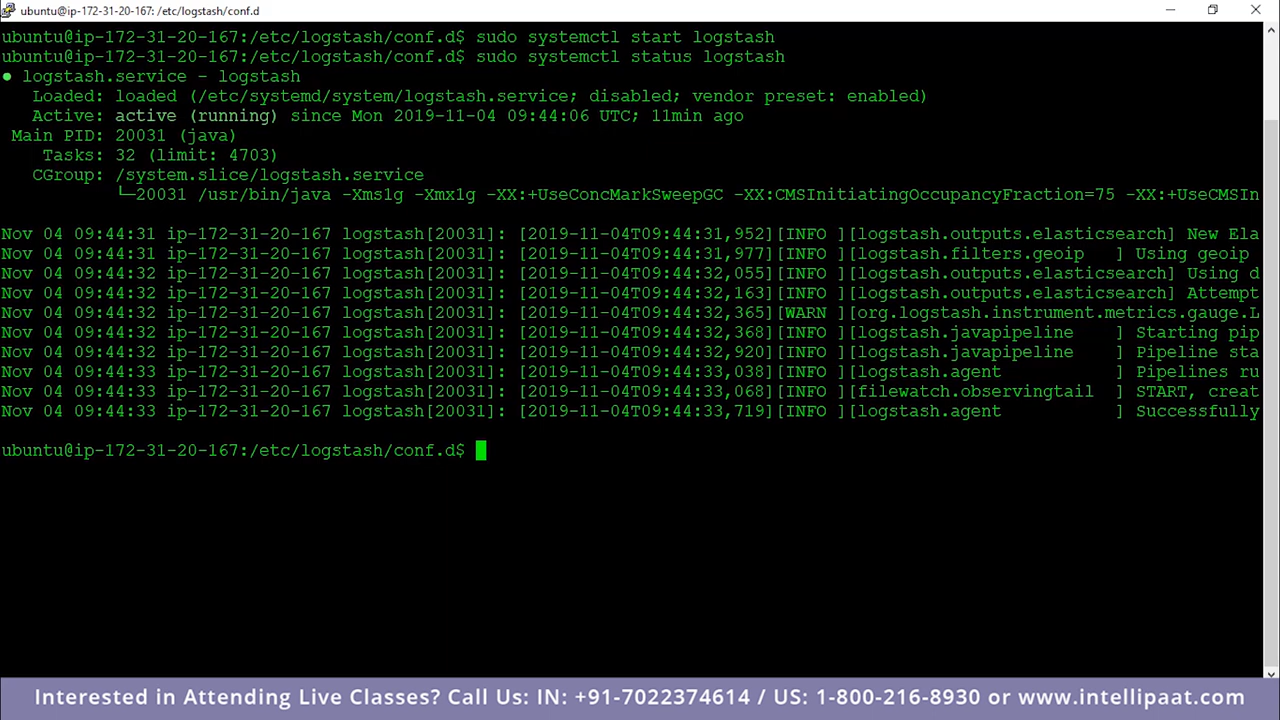 ubuntu@ip-172-31-20-167: /etc/logstash/conf.d
ubuntu@ip-172-31-20-167:/etc/logstash/conf.d$ sudo systemctl start logstash
ubuntu@ip-172-31-20-167:/etc/logstash/conf.d$ sudo systemctl status logstash
● logstash.service - logstash
Loaded: loaded (/etc/systemd/system/logstash.service; disabled; vendor preset: enabled)
Active: active (running) since Mon 2019-11-04 09:44:06 UTC; 11min ago
Main PID: 20031 (java)
Tasks: 32 (limit: 4703)
CGroup: /system.slice/logstash.service
└─20031 /usr/bin/java -Xms1g -Xmx1g -XX:+UseConcMarkSweepGC -XX:CMSInitiatingOccupancyFraction=75 -XX:+UseCMSIn
Nov 04 09:44:31 ip-172-31-20-167 logstash[20031]: [2019-11-04T09:44:31,952][INFO ][logstash.outputs.elasticsearch] New Ela
Nov 04 09:44:31 ip-172-31-20-167 logstash[20031]: [2019-11-04T09:44:31,977][INFO ][logstash.filters.geoip   ] Using geoip
Nov 04 09:44:32 ip-172-31-20-167 logstash[20031]: [2019-11-04T09:44:32,055][INFO ][logstash.outputs.elasticsearch] Using d
Nov 04 09:44:32 ip-172-31-20-167 logstash[20031]: [2019-11-04T09:44:32,163][INFO ][logstash.outputs.elasticsearch] Attempt
Nov 04 09:44:32 ip-172-31-20-167 logstash[20031]: [2019-11-04T09:44:32,365][WARN ][org.logstash.instrument.metrics.gauge.L
Nov 04 09:44:32 ip-172-31-20-167 logstash[20031]: [2019-11-04T09:44:32,368][INFO ][logstash.javapipeline    ] Starting pip
Nov 04 09:44:32 ip-172-31-20-167 logstash[20031]: [2019-11-04T09:44:32,920][INFO ][logstash.javapipeline    ] Pipeline sta
Nov 04 09:44:33 ip-172-31-20-167 logstash[20031]: [2019-11-04T09:44:33,038][INFO ][logstash.agent           ] Pipelines ru
Nov 04 09:44:33 ip-172-31-20-167 logstash[20031]: [2019-11-04T09:44:33,068][INFO ][filewatch.observingtail  ] START, creat
Nov 04 09:44:33 ip-172-31-20-167 logstash[20031]: [2019-11-04T09:44:33,719][INFO ][logstash.agent           ] Successfully
ubuntu@ip-172-31-20-167:/etc/logstash/conf.d$
Interested in Attending Live Classes? Call Us: IN: +91-7022374614 / US: 1-800-216-8930 or www.intellipaat.com